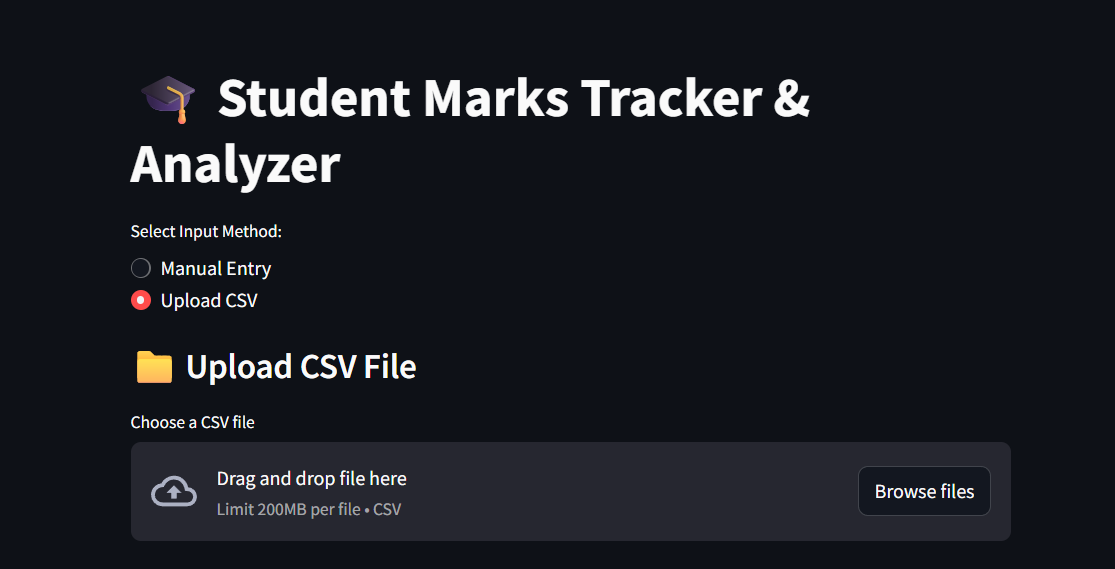 🎓 Student Marks Tracker &
Analyzer
Select Input Method:
Manual Entry
Upload CSV
📁 Upload CSV File
Choose a CSV file
Drag and drop file here
Limit 200MB per file • CSV
Browse files